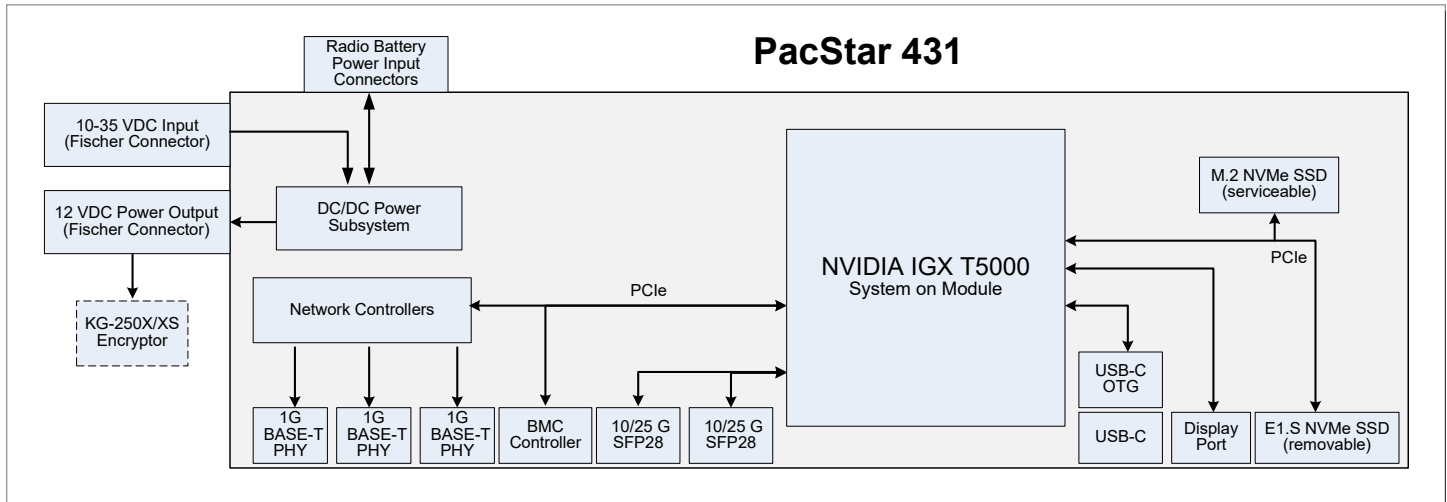 PacStar 431
Radio Battery
Power Input
Connectors
10-35 VDC Input
(Fischer Connector)
12 VDC Power Output
(Fischer Connector)
DC/DC Power
Subsystem
KG-250X/XS
Encryptor
Network Controllers
PCIe
NVIDIA IGX T5000
System on Module
M.2 NVMe SSD
(serviceable)
PCIe
1G
BASE-T
PHY
1G
BASE-T
PHY
1G
BASE-T
PHY
BMC
Controller
10/25 G
SFP28
10/25 G
SFP28
USB-C
OTG
USB-C
Display
Port
E1.S NVMe SSD
(removable)